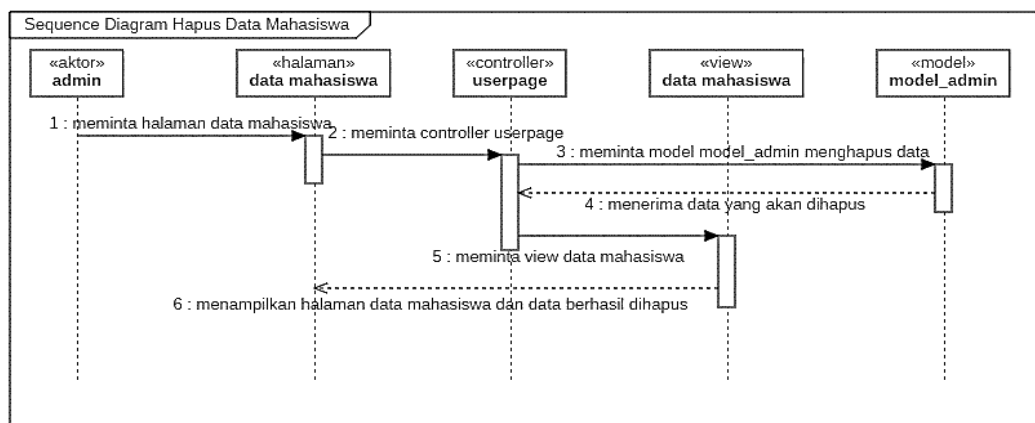 Sequence Diagram Hapus Data Mahasiswa
«aktor»
admin
«halaman»
data mahasiswa
«controller»
userpage
«view»
data mahasiswa
«model»
model_admin
1 : meminta halaman data mahasiswa
2 : meminta controller userpage
3 : meminta model model_admin menghapus data
4 : menerima data yang akan dihapus
5 : meminta view data mahasiswa
6 : menampilkan halaman data mahasiswa dan data berhasil dihapus